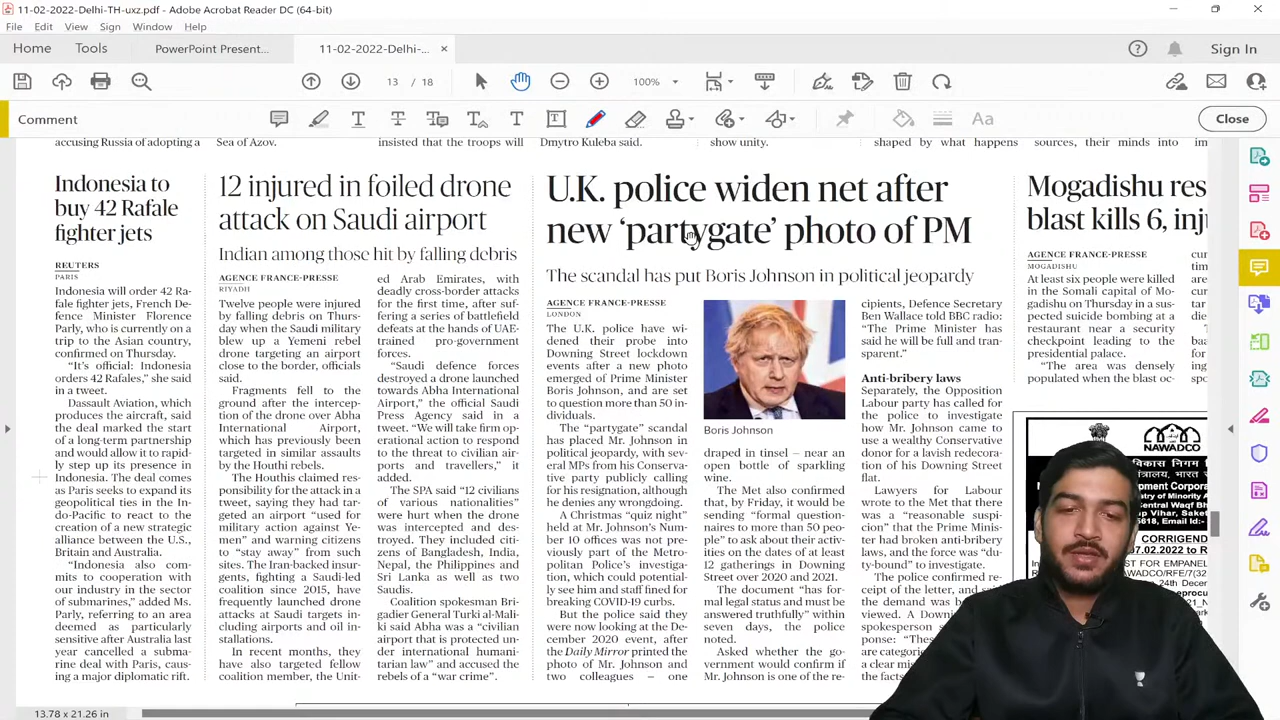 11-02-2022-Delhi-TH-uxz.pdf - Adobe Acrobat Reader DC (64-bit)
File Edit View Sign Window Help
Home Tools PowerPoint Present... 11-02-2022-Delhi-... × Sign In
13 / 18 100%
Comment Close
accusing Russia of adopting a
Sea of Azov.
insisted that the troops will
Dmytro Kuleba said.
show unity.
shaped by what happens
sources, their minds into
Indonesia to
buy 42 Rafale
fighter jets
REUTERS
PARIS
Indonesia will order 42 Ra-
fale fighter jets, French De-
fence Minister Florence
Parly, who is currently on a
trip to the Asian country,
confirmed on Thursday.
“It’s official: Indonesia
orders 42 Rafales,” she said
in a tweet.
Dassault Aviation, which
produces the aircraft, said
the deal marked the start
of a long-term partnership
and would allow it to rapid-
ly step up its presence in
Indonesia. The deal comes
as Paris seeks to expand its
geopolitical ties in the In-
do-Pacific to react to the
creation of a new strategic
alliance between the U.S.,
Britain and Australia.
“Indonesia also com-
mits to cooperation with
our industry in the sector
of submarines,” added Ms.
Parly, referring to an area
deemed as particularly
sensitive after Australia last
year cancelled a subma-
rine deal with Paris, caus-
ing a major diplomatic rift.
12 injured in foiled drone
attack on Saudi airport
Indian among those hit by falling debris
AGENCE FRANCE-PRESSE
RIYADH
Twelve people were injured
by falling debris on Thurs-
day when the Saudi military
blew up a Yemeni rebel
drone targeting an airport
close to the border, officials
said.
Fragments fell to the
ground after the intercep-
tion of the drone over Abha
International Airport,
which has previously been
targeted in similar assaults
by the Houthi rebels.
The Houthis claimed res-
ponsibility for the attack in a
tweet, saying they had tar-
geted an airport “used for
military action against Ye-
men” and warning citizens
to “stay away” from such
sites. The Iran-backed insur-
gents, fighting a Saudi-led
coalition since 2015, have
frequently launched drone
attacks at Saudi targets in-
cluding airports and oil in-
stallations.
In recent months, they
have also targeted fellow
coalition member, the Unit-
ed Arab Emirates, with
deadly cross-border attacks
for the first time, after suf-
fering a series of battlefield
defeats at the hands of UAE-
trained pro-government
forces.
“Saudi defence forces
destroyed a drone launched
towards Abha International
Airport,” the official Saudi
Press Agency said in a
tweet. “We will take firm op-
erational action to respond
to the threat to civilian air-
ports and travellers,” it
added.
The SPA said “12 civilians
of various nationalities”
were hurt when the drone
was intercepted and des-
troyed. They included citi-
zens of Bangladesh, India,
Nepal, the Philippines and
Sri Lanka as well as two
Saudis.
Coalition spokesman Bri-
gadier General Turki al-Mali-
ki said Abha was a “civilian
airport that is protected un-
der international humani-
tarian law” and accused the
rebels of a “war crime”.
U.K. police widen net after
new ‘partygate’ photo of PM
The scandal has put Boris Johnson in political jeopardy
AGENCE FRANCE-PRESSE
LONDON
The U.K. police have wi-
dened their probe into
Downing Street lockdown
events after a new photo
emerged of Prime Minister
Boris Johnson, and are set
to question more than 50 in-
dividuals.
The “partygate” scandal
has placed Mr. Johnson in
political jeopardy, with sev-
eral MPs from his Conserva-
tive party publicly calling
for his resignation, although
he denies any wrongdoing.
A Christmas “quiz night”
held at Mr. Johnson’s Num-
ber 10 offices was not pre-
viously part of the Metro-
politan Police’s investiga-
tion, which could potential-
ly see him and staff fined for
breaking COVID-19 curbs.
But the police said they
were now looking at the De-
cember 2020 event, after
the Daily Mirror printed the
photo of Mr. Johnson and
two colleagues – one
Boris Johnson
draped in tinsel – near an
open bottle of sparkling
wine.
The Met also confirmed
that, by Friday, it would be
sending “formal question-
naires to more than 50 peo-
ple” to ask about their activ-
ities on the dates of at least
12 gatherings in Downing
Street over 2020 and 2021.
The document “has for-
mal legal status and must be
answered truthfully” within
seven days, the police
noted.
Asked whether the go-
vernment would confirm if
Mr. Johnson is one of the re-
cipients, Defence Secretary
Ben Wallace told BBC radio:
“The Prime Minister has
said he will be full and tran-
sparent.”
Anti-bribery laws
Separately, the Opposition
Labour party has called for
the police to investigate
how Mr. Johnson came to
use a wealthy Conservative
donor for a lavish redecora-
tion of his Downing Street
flat.
Lawyers for Labour
wrote to the Met that there
was a “reasonable suspi-
cion” that the Prime Minis-
ter had broken anti-bribery
laws, and the force was “du-
ty-bound” to investigate.
The police confirmed re-
ceipt of the letter, and said
the demand was b
viewed. A Down
spokesperson s
ponse: “These
are categori
a clear mis
the facts
Mogadishu res
blast kills 6, inj
AGENCE FRANCE-PRESSE
MOGADISHU
At least six people were killed
in the Somali capital of Mo-
gadishu on Thursday in a sus-
pected suicide bombing at a
restaurant near a security
checkpoint leading to the
presidential palace.
“The area was densely
populated when the blast oc-
NAWADCO
विकास निगम
CORRIGEND
13.78 x 21.26 in